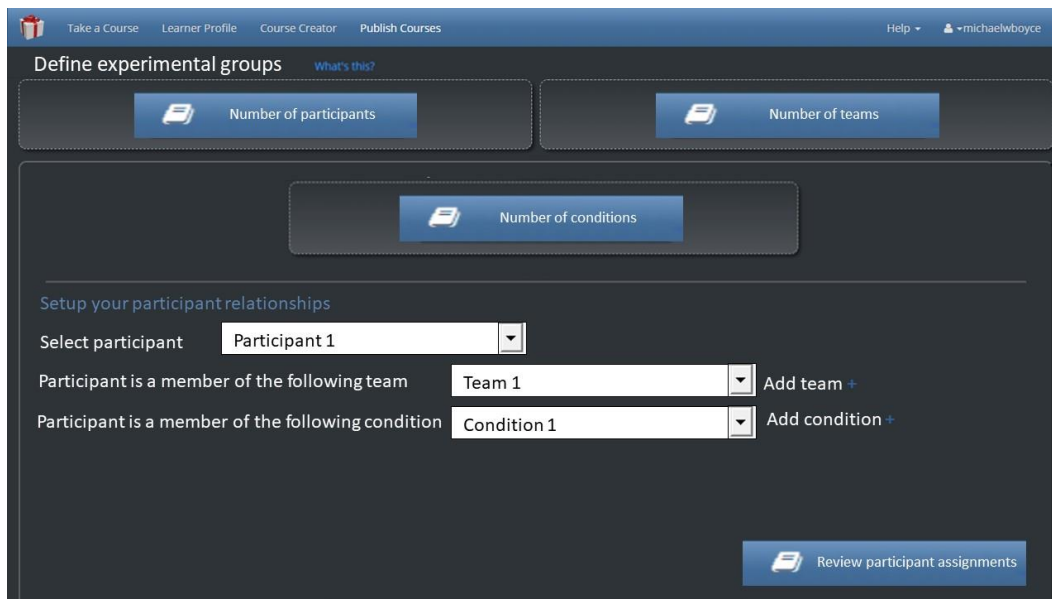 Take a Course Learner Profile Course Creator Publish Courses Help michaelwboyce
Define experimental groups What's this?
Number of participants Number of teams
Number of conditions
Setup your participant relationships
Select participant Participant 1
Participant is a member of the following team Team 1 Add team +
Participant is a member of the following condition Condition 1 Add condition +
Review participant assignments